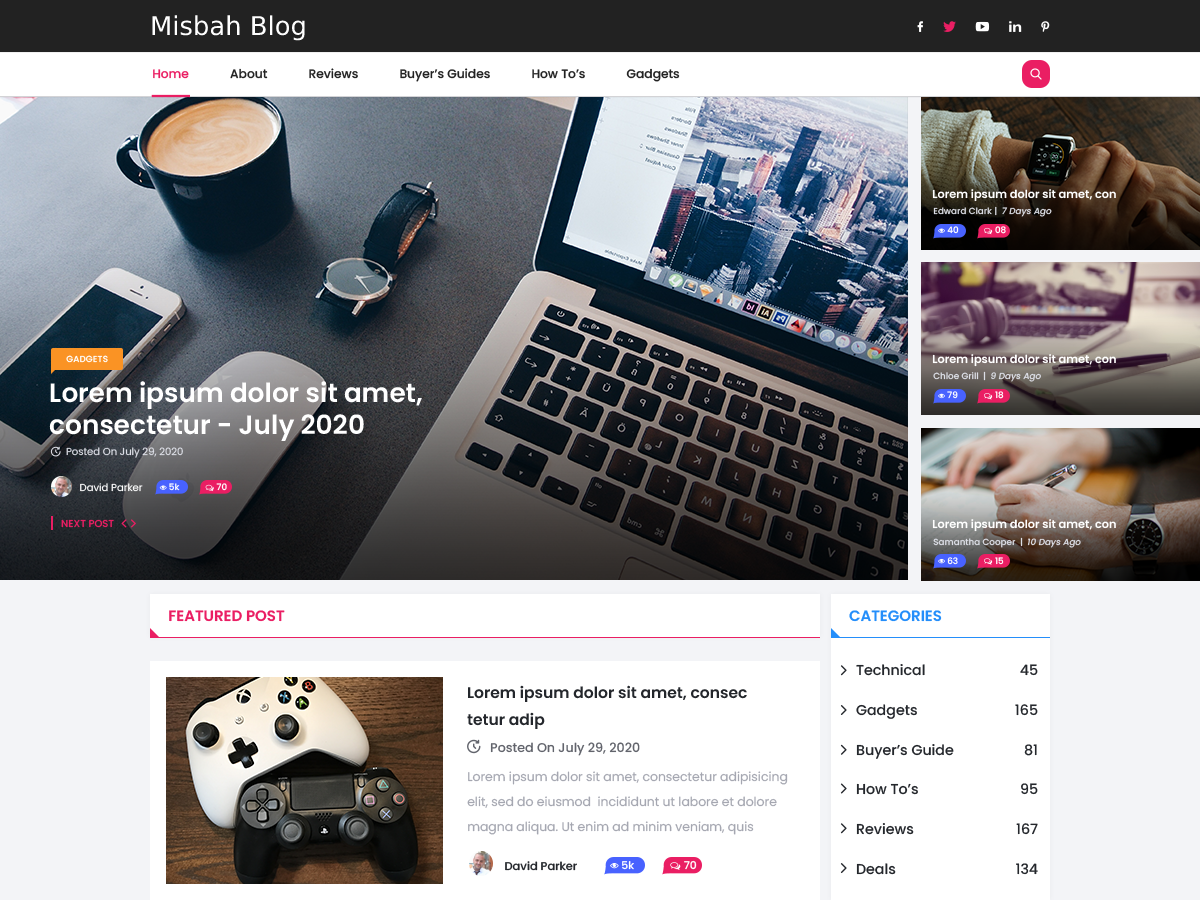 Misbah Blog
Home About Reviews Buyer’s Guides How To’s Gadgets
GADGETS
Lorem ipsum dolor sit amet,
consectetur - July 2020
Posted On July 29, 2020
David Parker 5k 70
NEXT POST
Lorem ipsum dolor sit amet, con
Edward Clark | 7 Days Ago
40 08
Lorem ipsum dolor sit amet, con
Chloe Grill | 9 Days Ago
79 18
Lorem ipsum dolor sit amet, con
Samantha Cooper | 10 Days Ago
63 15
FEATURED POST
Lorem ipsum dolor sit amet, consec
tetur adip
Posted On July 29, 2020
Lorem ipsum dolor sit amet, consectetur adipisicing
elit, sed do eiusmod incididunt ut labore et dolore
magna aliqua. Ut enim ad minim veniam, quis
David Parker 5k 70
CATEGORIES
Technical 45
Gadgets 165
Buyer’s Guide 81
How To’s 95
Reviews 167
Deals 134